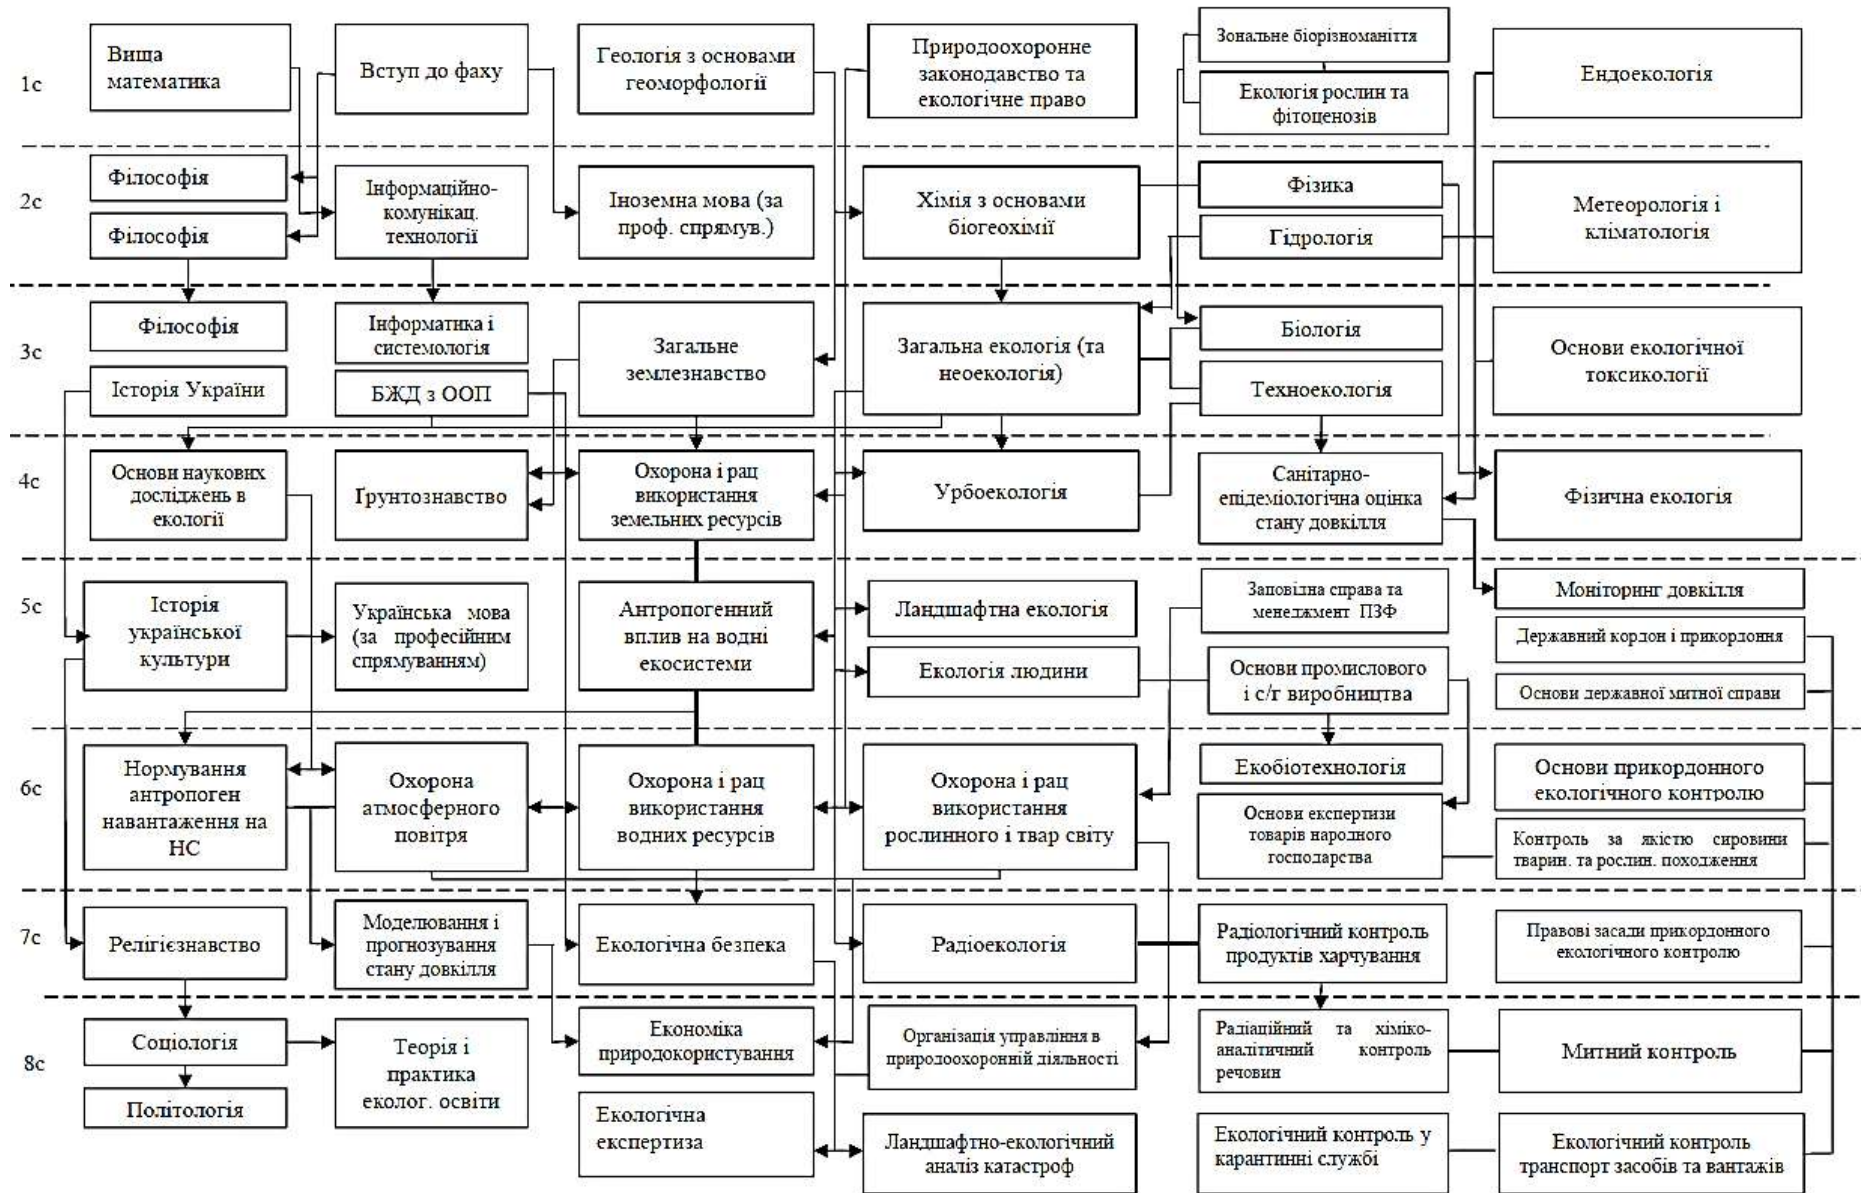 1с
Вища
математика
Вступ до фаху
Геологія з основами
геоморфології
Природоохоронне
законодавство та
екологічне право
Зональне біорізноманіття
Екологія рослин та
фітоценозів
Ендоекологія
2с
Філософія
Філософія
Інформаційно-
комунікац.
технології
Іноземна мова (за
проф. спрямув.)
Хімія з основами
біогеохімії
Фізика
Гідрологія
Метеорологія і
кліматологія
3с
Філософія
Історія України
Інформатика і
системологія
БЖД з ООП
Загальне
землезнавство
Загальна екологія (та
неоекологія)
Біологія
Техноекологія
Основи екологічної
токсикології
4с
Основи наукових
досліджень в
екології
Ґрунтознавство
Охорона і рац
використання
земельних ресурсів
Урбоекологія
Санітарно-
епідеміологічна оцінка
стану довкілля
Фізична екологія
5с
Історія
української
культури
Українська мова
(за професійним
спрямуванням)
Антропогенний
вплив на водні
екосистеми
Ландшафтна екологія
Екологія людини
Заповідна справа та
менеджмент ПЗФ
Основи промислового
і с/г виробництва
Моніторинг довкілля
Державний кордон і прикордоння
Основи державної митної справи
6с
Нормування
антропоген
навантаження на
НС
Охорона
атмосферного
повітря
Охорона і рац
використання
водних ресурсів
Охорона і рац
використання
рослинного і твар світу
Екобіотехнологія
Основи експертизи
товарів народного
господарства
Основи прикордонного
екологічного контролю
Контроль за якістю сировини
тварин. та рослин. походження
7с
Релігієзнавство
Моделювання і
прогнозування
стану довкілля
Екологічна безпека
Радіоекологія
Радіологічний контроль
продуктів харчування
Правові засади прикордонного
екологічного контролю
8с
Соціологія
Політологія
Теорія і
практика
еколог. освіти
Економіка
природокористування
Екологічна
експертиза
Організація управління в
природоохоронній діяльності
Ландшафтно-екологічний
аналіз катастроф
Радіаційний та хіміко-
аналітичний контроль
речовин
Екологічний контроль у
карантинні службі
Митний контроль
Екологічний контроль
транспорт засобів та вантажів